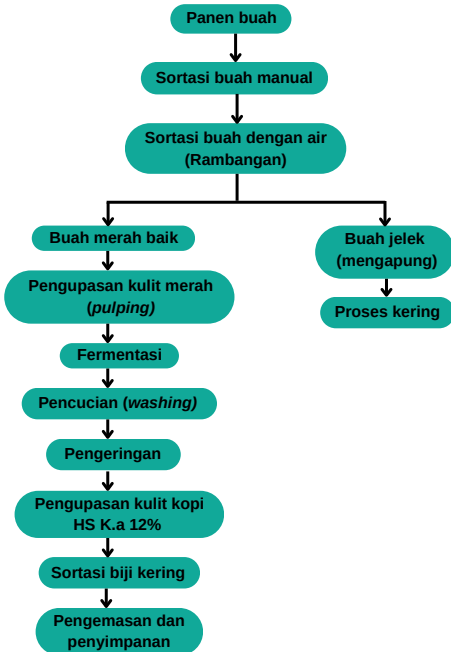 Panen buah
Sortasi buah manual
Sortasi buah dengan air
(Rambangan)
Buah merah baik
Pengupasan kulit merah
(pulping)
Fermentasi
Pencucian (washing)
Pengeringan
Pengupasan kulit kopi
HS K.a 12%
Sortasi biji kering
Pengemasan dan
penyimpanan
Buah jelek
(mengapung)
Proses kering